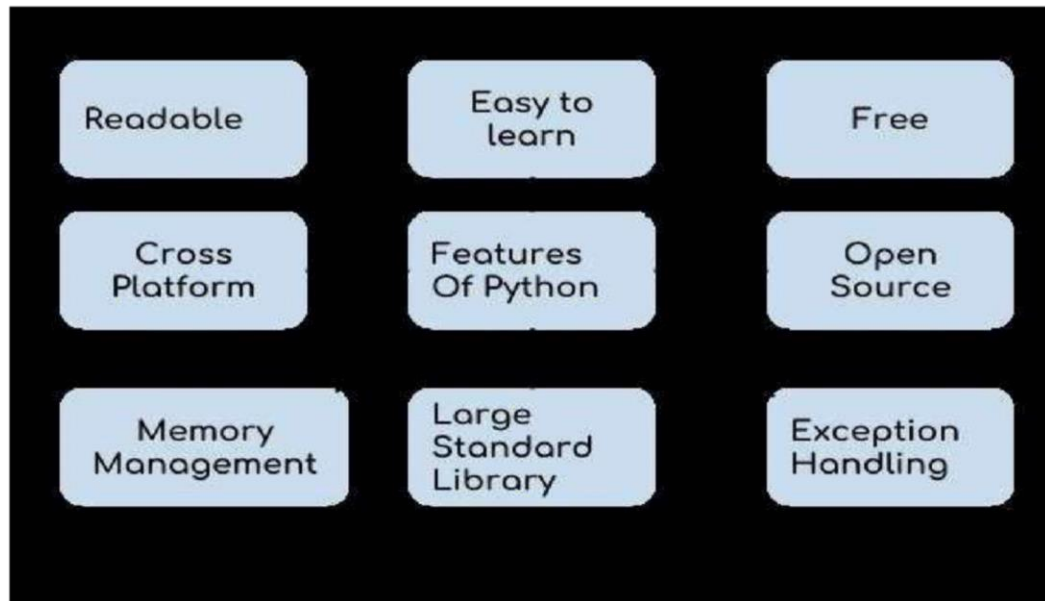 Readable
Easy to
learn
Free
Cross
Platform
Features
Of Python
Open
Source
Memory
Management
Large
Standard
Library
Exception
Handling